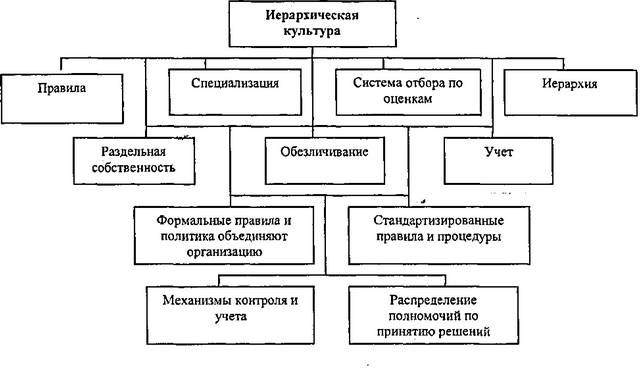 Иерархическая
культура
Правила
Специализация
Система отбора по
оценкам
Иерархия
Раздельная
собственность
Обезличивание
Учет
Формальные правила и
политика объединяют
организацию
Стандартизированные
правила и процедуры
Механизмы контроля и
учета
Распределение
полномочий по
принятию решений